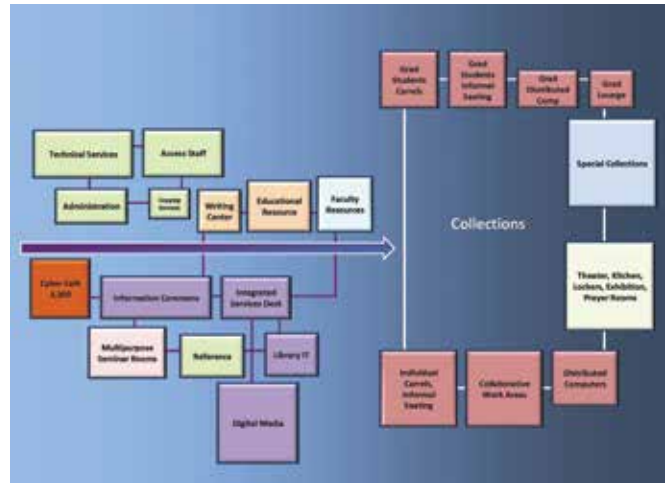 Grad
Students
Carrels
Grad
Students
Informal
Seating
Grad
Distributed
Comp
Grad
Lounge
Technical Services
Access Staff
Administration
Writing
Center
Educational
Resource
Faculty
Resources
Special Collections
Collections
Cyber Café
Information Commons
Integrated
Services Desk
Theater, Kitchen,
Lockers, Exhibition,
Prayer Rooms
Multipurpose
Seminar Rooms
Reference
Library IT
Digital Media
Individual
Carrels,
Informal
Seating
Collaborative
Work Areas
Distributed
Computers